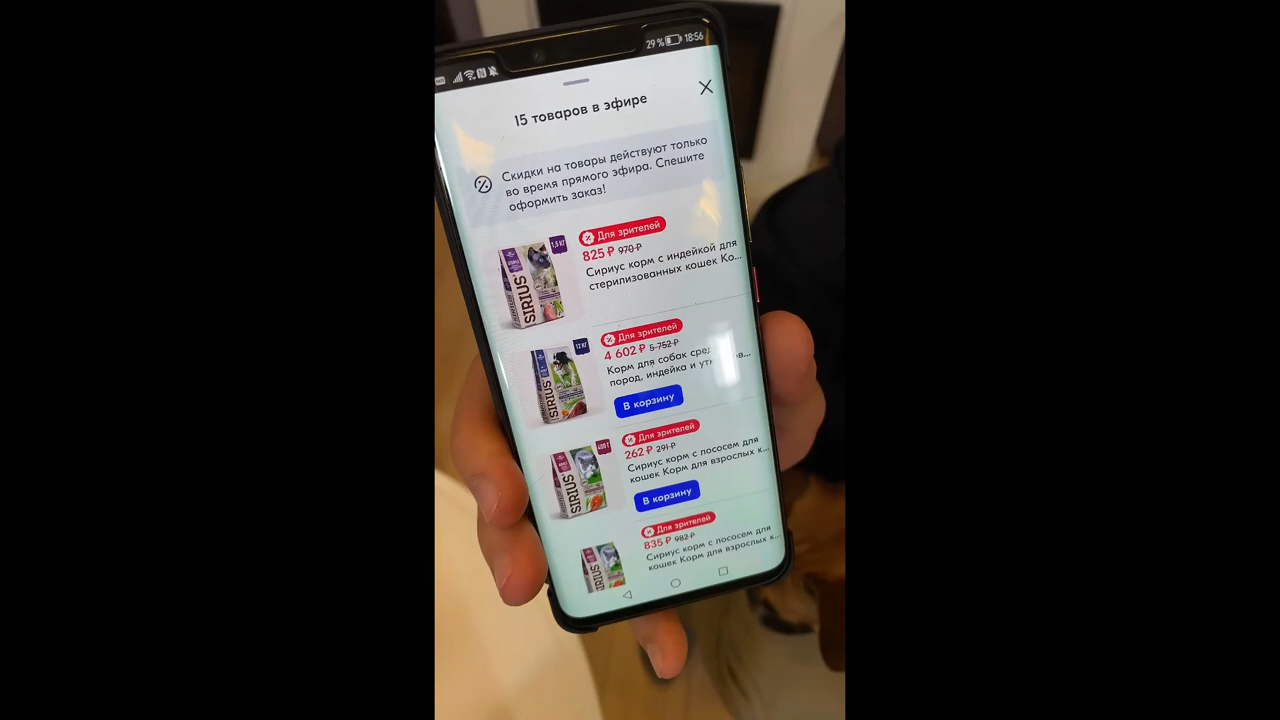 29 % 18:56
15 товаров в эфире
Скидки на товары действуют только
во время прямого эфира. Спешите
оформить заказ!
Для зрителей
825 ₽ 970 ₽
Сириус корм с индейкой для
стерилизованных кошек Ко...
1,5 КГ
SIRIUS
Для зрителей
4 602 ₽ 5 752 ₽
Корм для собак
пород, индейка и
В корзину
12 КГ
SIRIUS
Для зрителей
262 ₽ 291 ₽
Сириус корм с лососем для
кошек Корм для взрослых к...
В корзину
400 Г
SIRIUS
Для зрителей
835 ₽ 982 ₽
Сириус корм с лососем для
кошек Корм для взрослых к...
SIRIUS